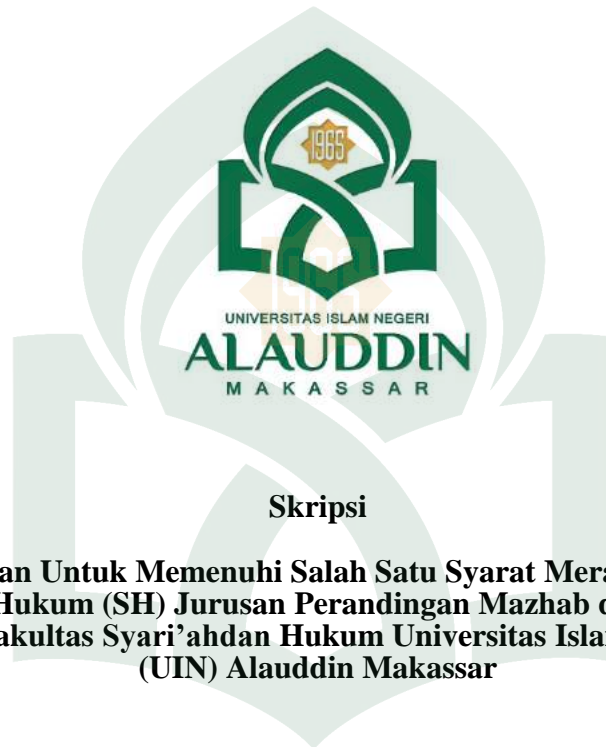 1965
UNIVERSITAS ISLAM NEGERI
ALAUDDIN
MAKASSAR
Skripsi
an Untuk Memenuhi Salah Satu Syarat Mera
Hukum (SH) Jurusan Perandingan Mazhab d
akultas Syari’ahdan Hukum Universitas Isla
(UIN) Alauddin Makassar